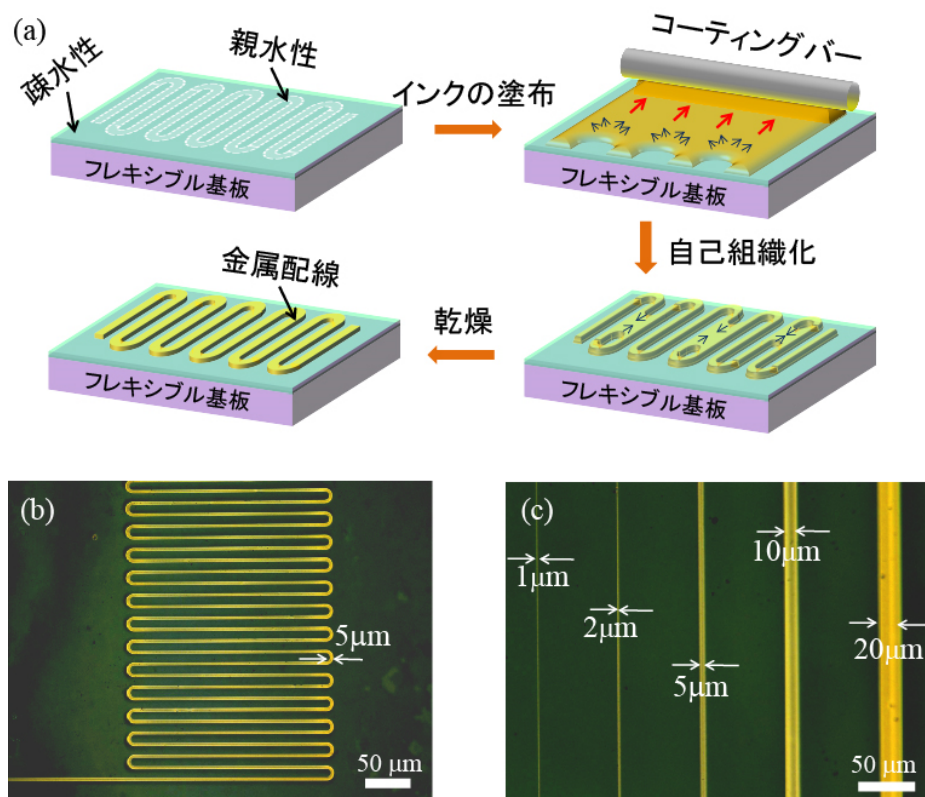 (a)
疎水性
親水性
フレキシブル基板
インクの塗布
コーティングバー
フレキシブル基板
自己組織化
フレキシブル基板
乾燥
金属配線
フレキシブル基板
(b)
5μm
50 μm
(c)
1μm
2μm
5μm
10μm
20μm
50 μm